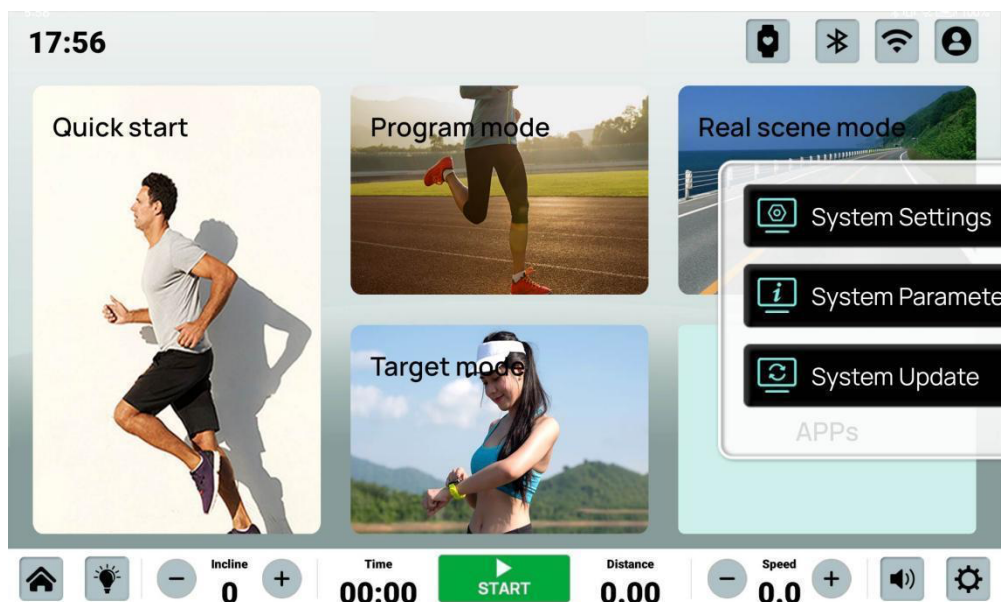 17:56
Quick start
Program mode
Real scene mode
System Settings
System Paramete
Target mode
System Update
APPs
Incline
0
Time
00:00
START
Distance
0.00
Speed
0.0